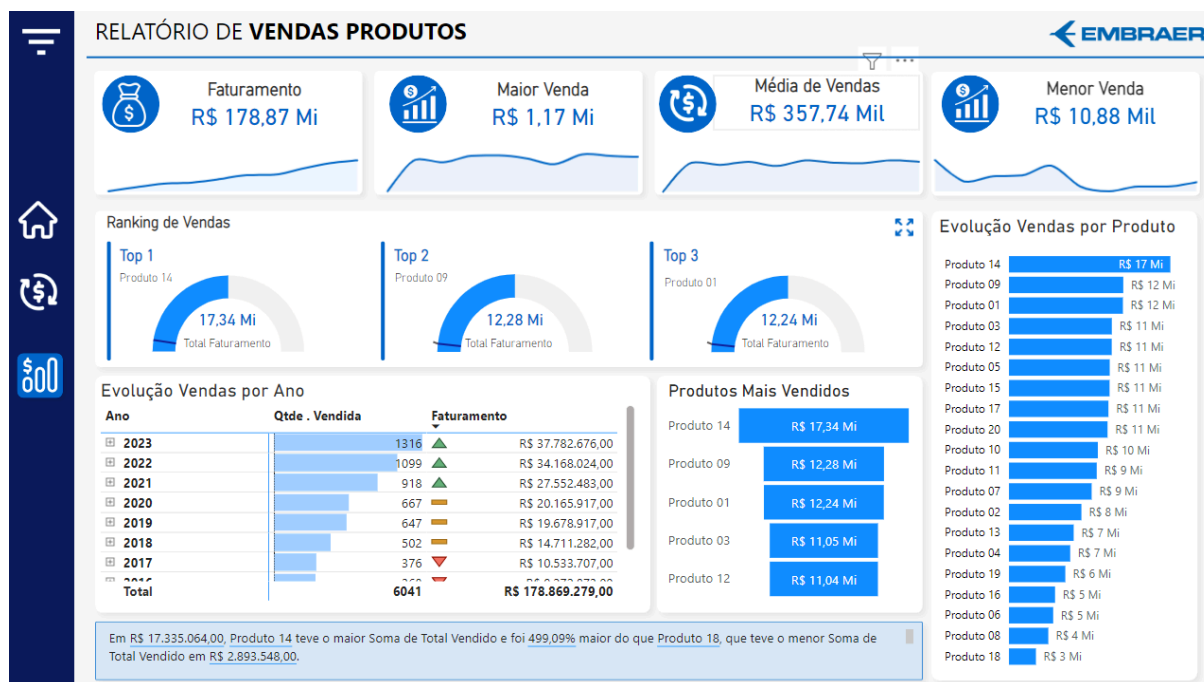 RELATÓRIO DE VENDAS PRODUTOS
EMBRAER
Faturamento
R$ 178,87 Mi
Maior Venda
R$ 1,17 Mi
Média de Vendas
R$ 357,74 Mil
Menor Venda
R$ 10,88 Mil
Ranking de Vendas
Top 1
Produto 14
17,34 Mi
Total Faturamento
Top 2
Produto 09
12,28 Mi
Total Faturamento
Top 3
Produto 01
12,24 Mi
Total Faturamento
Evolução Vendas por Ano
Ano Qtde . Vendida Faturamento
2023 1316 R$ 37.782.676,00
2022 1099 R$ 34.168.024,00
2021 918 R$ 27.552.483,00
2020 667 R$ 20.165.917,00
2019 647 R$ 19.678.917,00
2018 502 R$ 14.711.282,00
2017 376 R$ 10.533.707,00
Total 6041 R$ 178.869.279,00
Produtos Mais Vendidos
Produto 14 R$ 17,34 Mi
Produto 09 R$ 12,28 Mi
Produto 01 R$ 12,24 Mi
Produto 03 R$ 11,05 Mi
Produto 12 R$ 11,04 Mi
Evolução Vendas por Produto
Produto 14 R$ 17 Mi
Produto 09 R$ 12 Mi
Produto 01 R$ 12 Mi
Produto 03 R$ 11 Mi
Produto 12 R$ 11 Mi
Produto 05 R$ 11 Mi
Produto 15 R$ 11 Mi
Produto 17 R$ 11 Mi
Produto 20 R$ 11 Mi
Produto 10 R$ 10 Mi
Produto 11 R$ 9 Mi
Produto 07 R$ 9 Mi
Produto 02 R$ 8 Mi
Produto 13 R$ 7 Mi
Produto 04 R$ 7 Mi
Produto 19 R$ 6 Mi
Produto 16 R$ 5 Mi
Produto 06 R$ 5 Mi
Produto 08 R$ 4 Mi
Produto 18 R$ 3 Mi
Em R$ 17.335.064,00, Produto 14 teve o maior Soma de Total Vendido e foi 499,09% maior do que Produto 18, que teve o menor Soma de
Total Vendido em R$ 2.893.548,00.